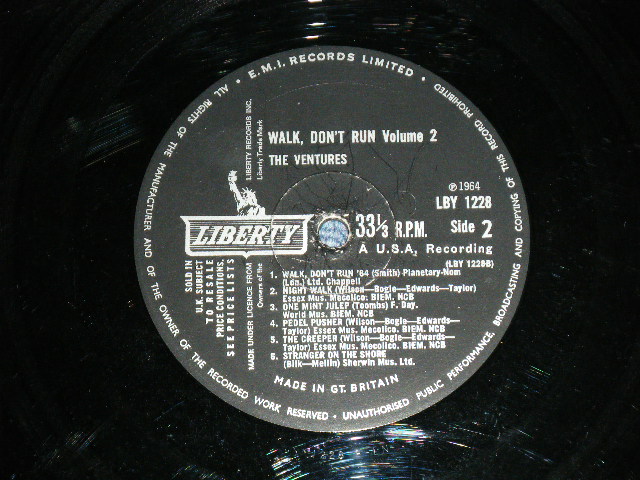 • E.M.I. RECORDS LIMITED •
ALL RIGHTS OF THE MANUFACTURER AND OF THE OWNER OF THE RECORDED WORK RESERVED • UNAUTHORISED PUBLIC PERFORMANCE, BROADCASTING AND COPYING OF THIS RECORD PROHIBITED
LIBERTY RECORDS INC.
Liberty Trade Mark
WALK, DON'T RUN Volume 2
THE VENTURES
℗ 1964
LBY 1228
LIBERTY
33 1/3 R.P.M.
Side 2
A U.S.A. Recording
(LBY 1228B)
SOLD IN
U.K. SUBJECT
TO RESALE
PRICE CONDITIONS,
SEE PRICE LISTS
MADE UNDER LICENCE FROM
Owners of the
1. WALK, DON'T RUN '64 (Smith) Planetary-Nom
(Ldn.) Ltd. Chappell
2. NIGHT WALK (Wilson—Bogle—Edwards—Taylor)
Essex Mus. Mecolico. BIEM. NCB
3. ONE MINT JULEP (Toombs) F. Day.
World Mus. BIEM. NCB
4. PEDEL PUSHER (Wilson—Bogle—Edwards—
Taylor) Essex Mus. Mecolico. BIEM. NCB
5. THE CREEPER (Wilson—Bogle—Edwards—
Taylor) Essex Mus. Mecolico. BIEM. NCB
6. STRANGER ON THE SHORE
(Bilk—Mellin) Sherwin Mus. Ltd.
MADE IN GT. BRITAIN